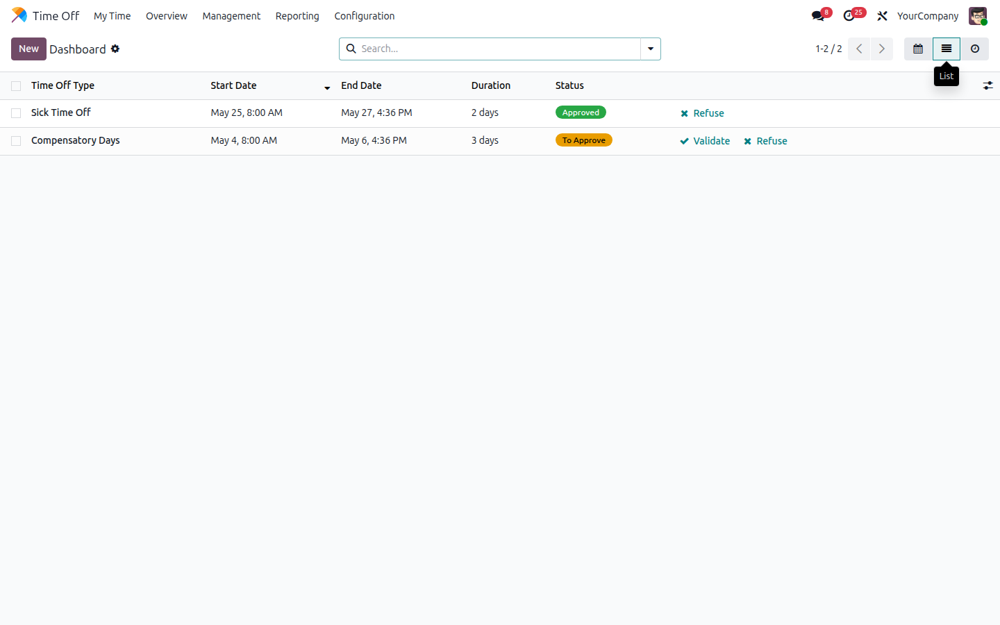 Time Off My Time Overview Management Reporting Configuration 8 25 YourCompany
New Dashboard Search... 1-2 / 2
List
Time Off Type Start Date End Date Duration Status
Sick Time Off May 25, 8:00 AM May 27, 4:36 PM 2 days Approved Refuse
Compensatory Days May 4, 8:00 AM May 6, 4:36 PM 3 days To Approve Validate Refuse